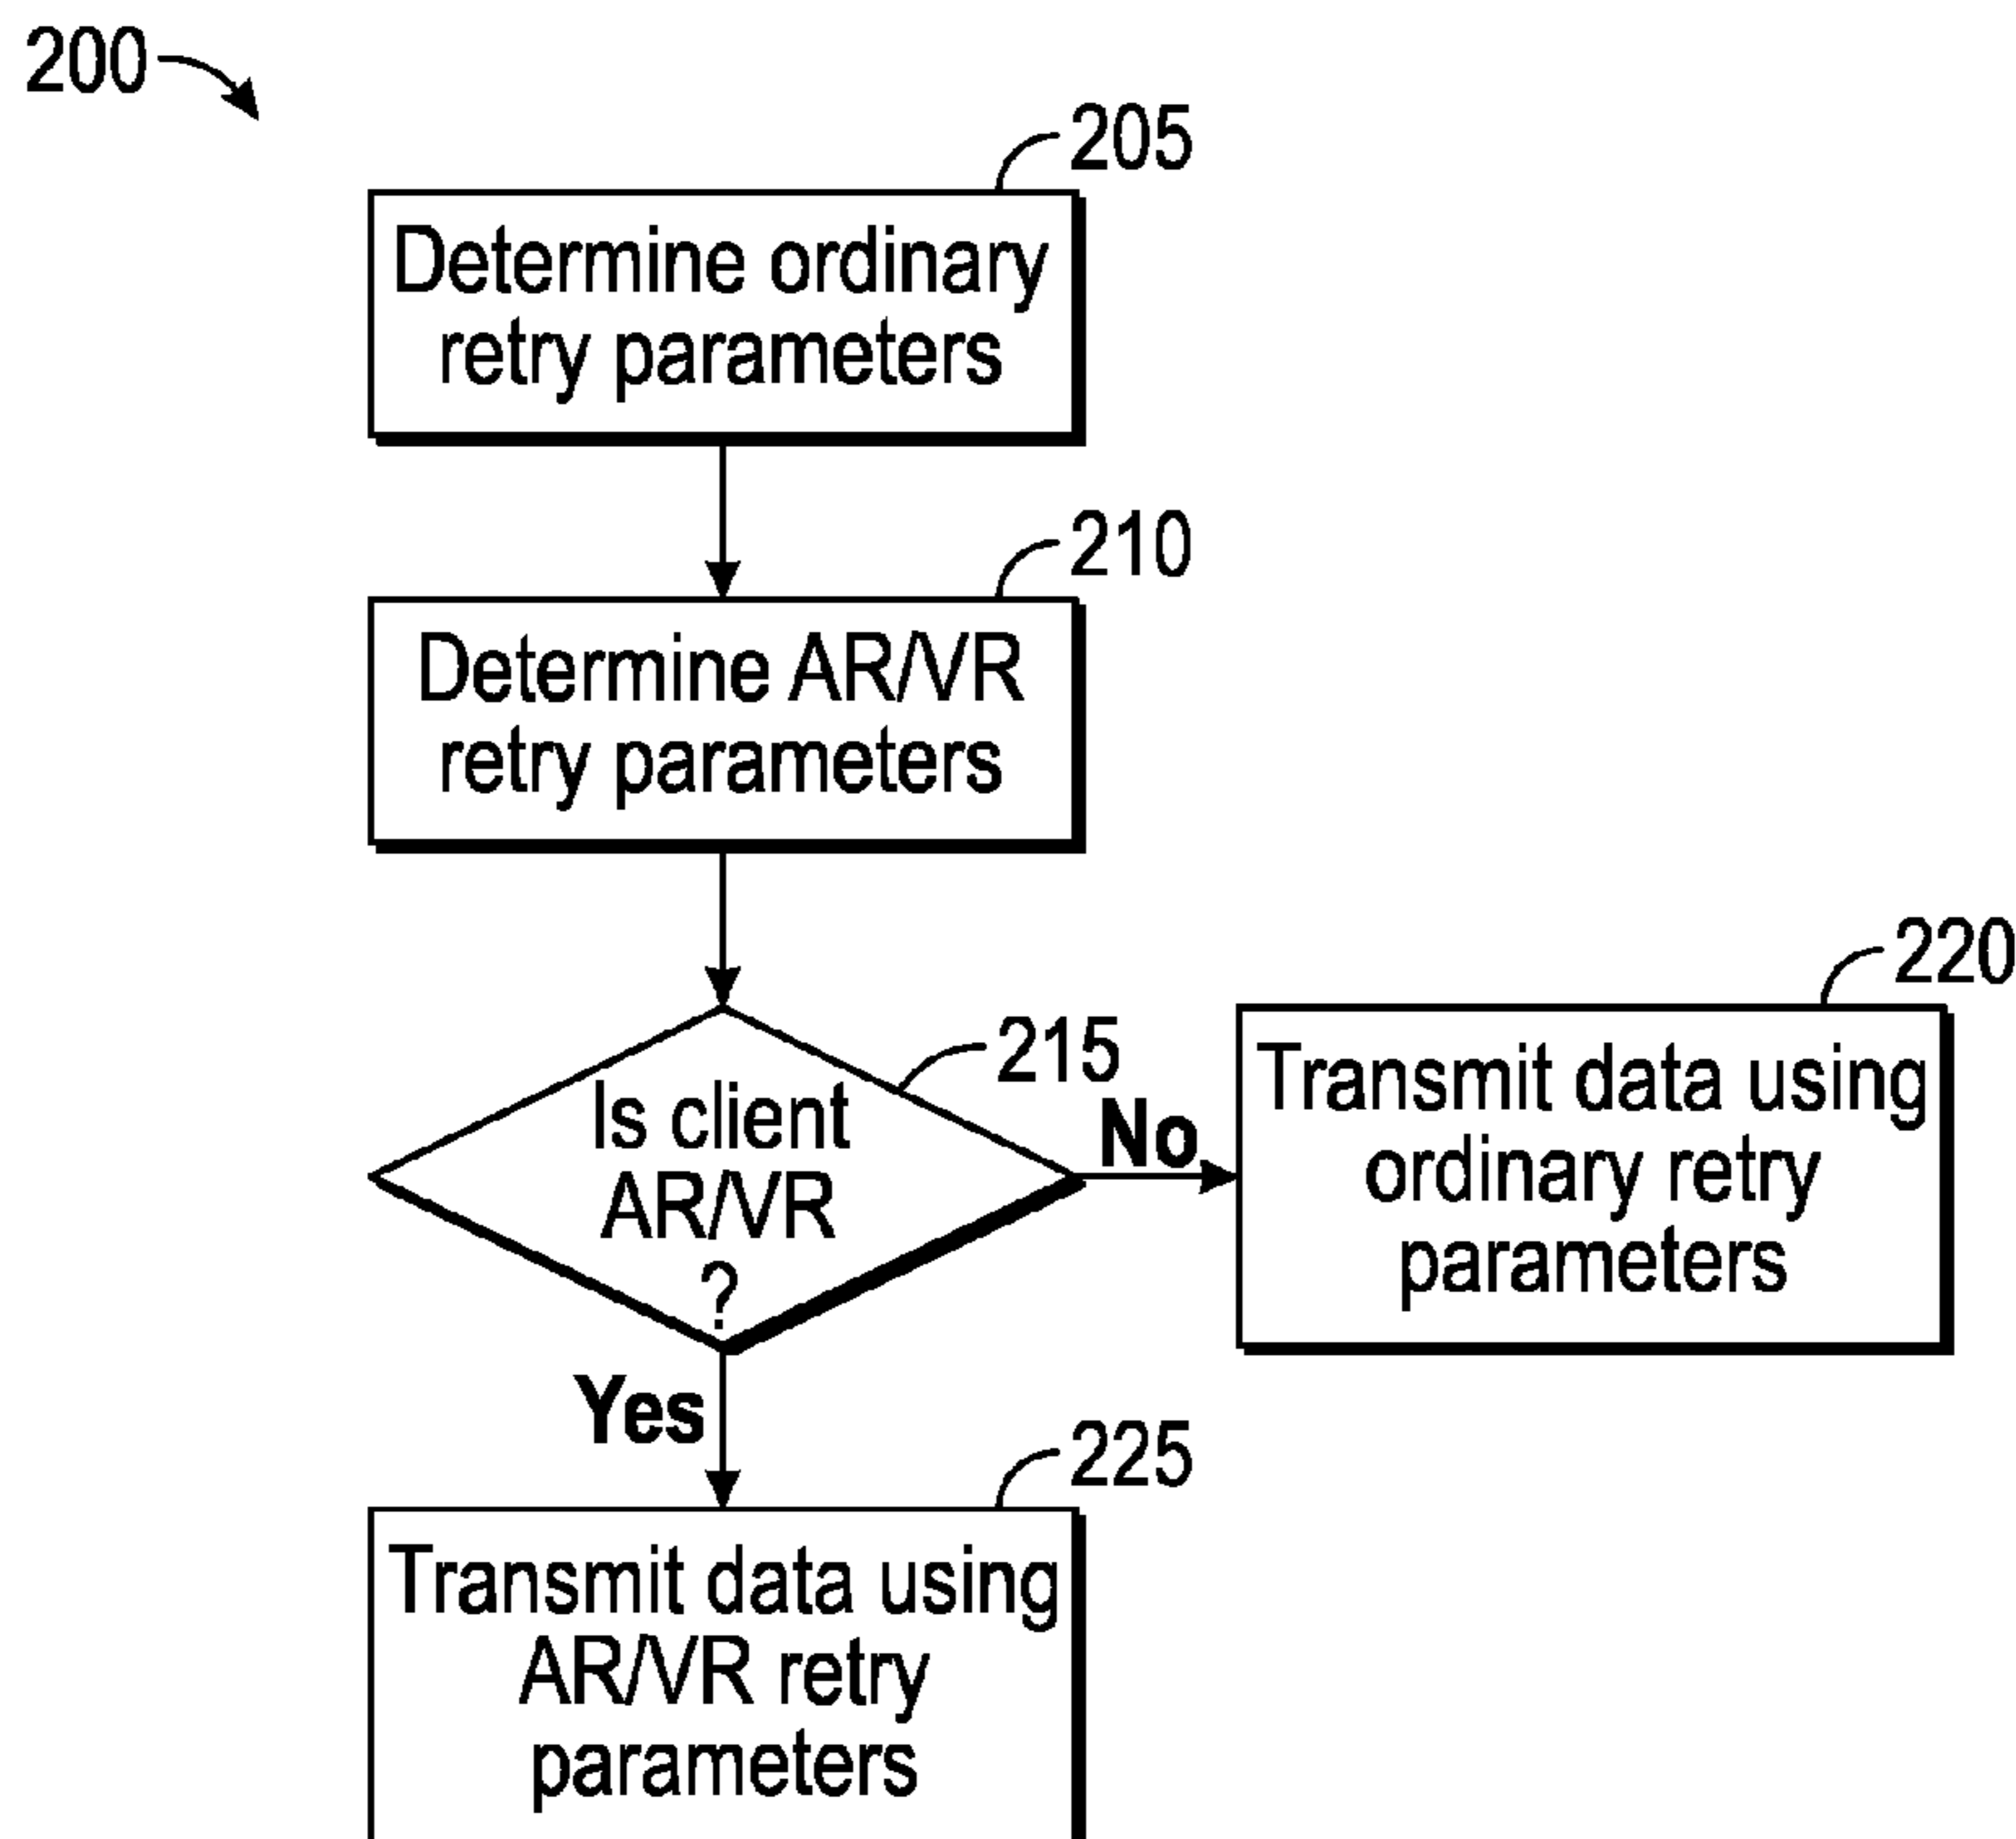 200
205
Determine ordinary
retry parameters
210
Determine AR/VR
retry parameters
215
Is client
AR/VR
?
No
220
Transmit data using
ordinary retry
parameters
Yes
225
Transmit data using
AR/VR retry
parameters